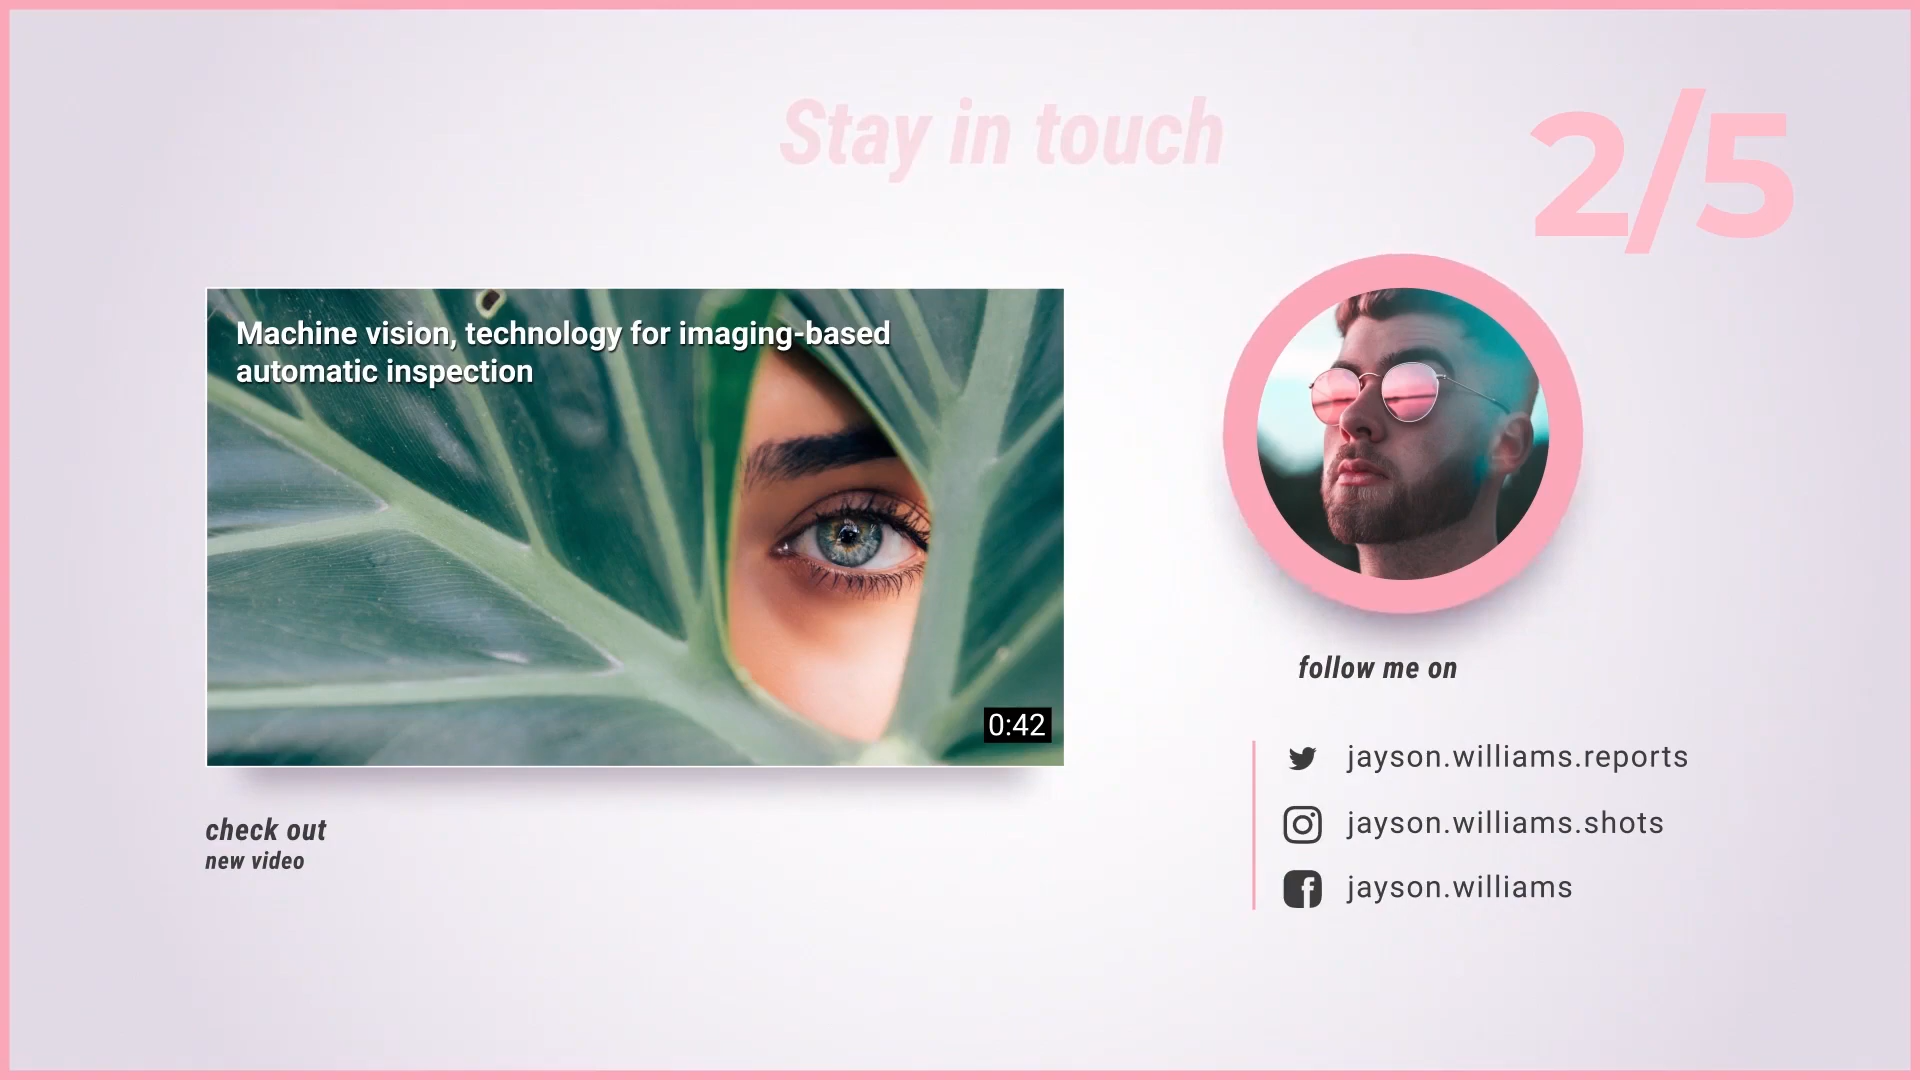 Stay in touch
2/5
Machine vision, technology for imaging-based
automatic inspection
0:42
check out
new video
follow me on
jayson.williams.reports
jayson.williams.shots
jayson.williams